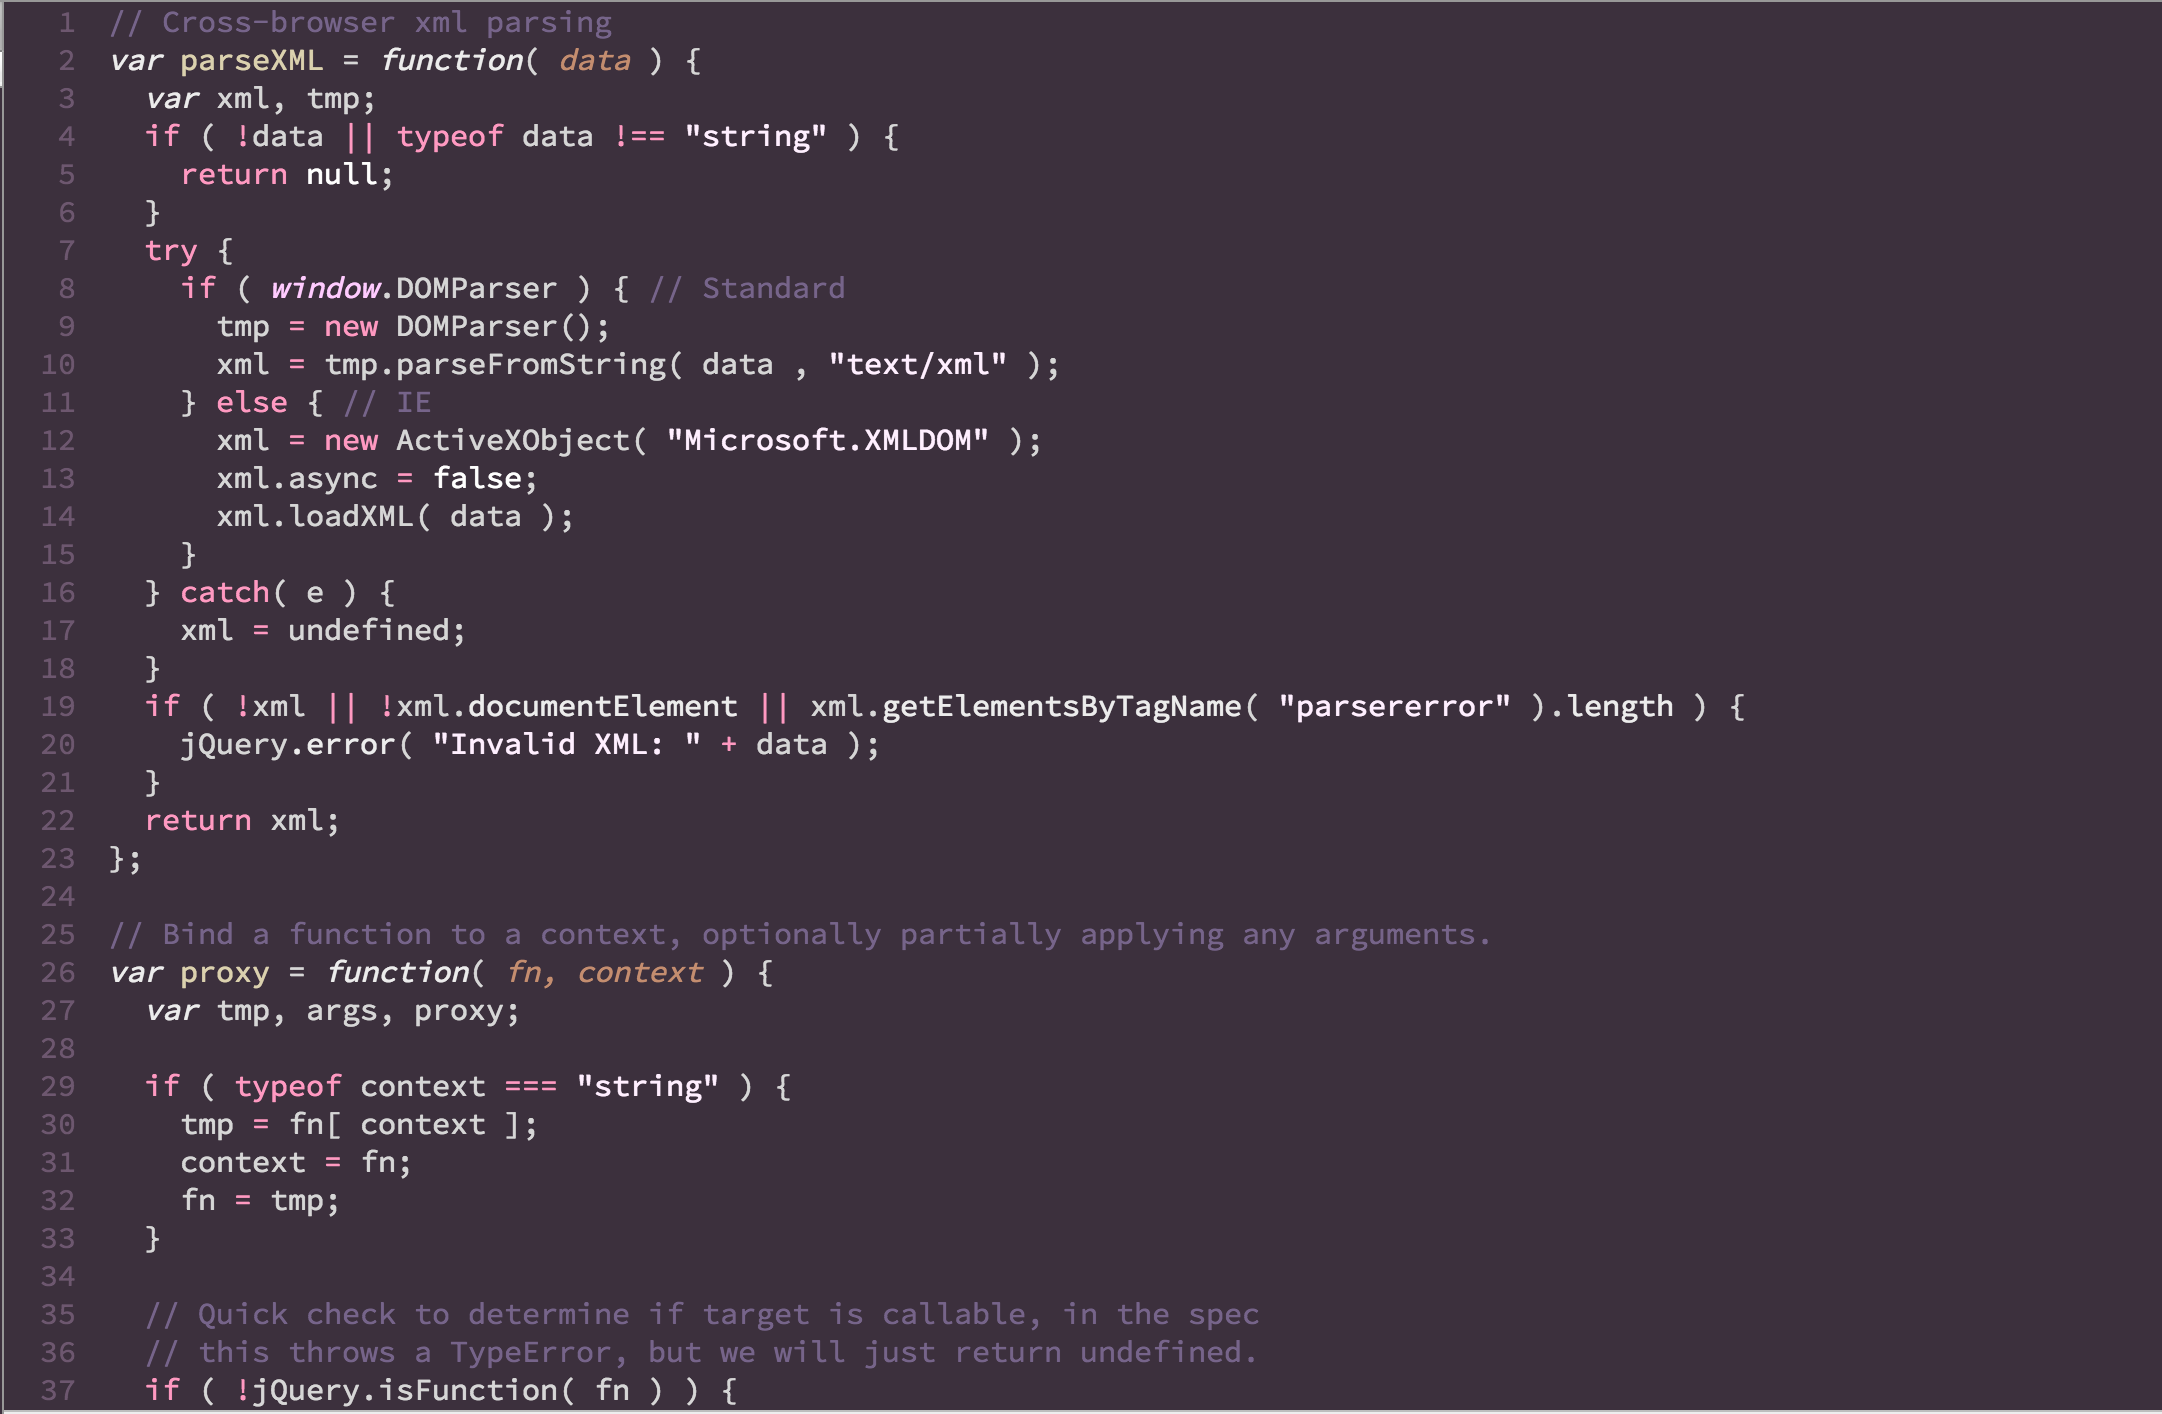 1 // Cross-browser xml parsing
2 var parseXML = function( data ) {
3   var xml, tmp;
4   if ( !data || typeof data !== "string" ) {
5     return null;
6   }
7   try {
8     if ( window.DOMParser ) { // Standard
9       tmp = new DOMParser();
10       xml = tmp.parseFromString( data , "text/xml" );
11     } else { // IE
12       xml = new ActiveXObject( "Microsoft.XMLDOM" );
13       xml.async = false;
14       xml.loadXML( data );
15     }
16   } catch( e ) {
17     xml = undefined;
18   }
19   if ( !xml || !xml.documentElement || xml.getElementsByTagName( "parsererror" ).length ) {
20     jQuery.error( "Invalid XML: " + data );
21   }
22   return xml;
23 };
24
25 // Bind a function to a context, optionally partially applying any arguments.
26 var proxy = function( fn, context ) {
27   var tmp, args, proxy;
28
29   if ( typeof context === "string" ) {
30     tmp = fn[ context ];
31     context = fn;
32     fn = tmp;
33   }
34
35   // Quick check to determine if target is callable, in the spec
36   // this throws a TypeError, but we will just return undefined.
37   if ( !jQuery.isFunction( fn ) ) {